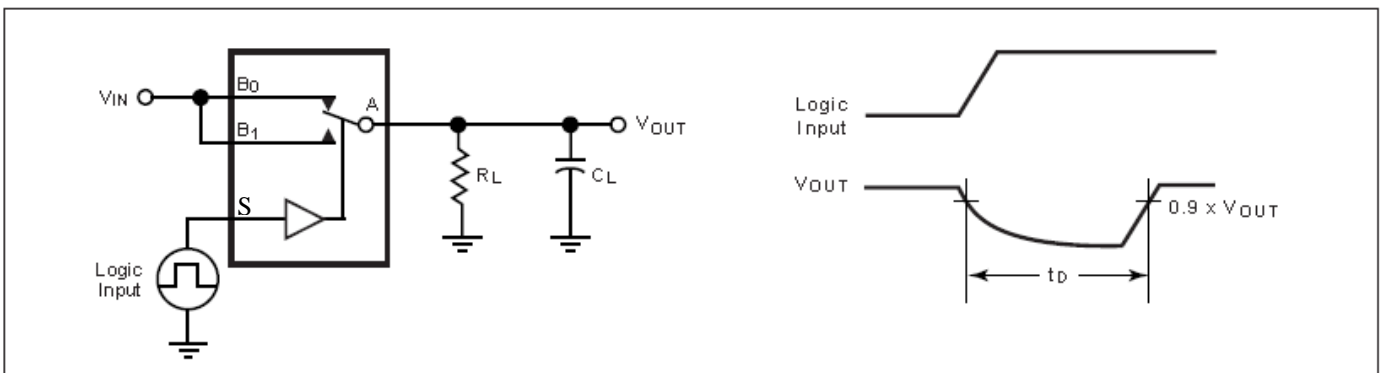 VIN
B0
B1
A
S
Logic
Input
RL
CL
VOUT
Logic
Input
VOUT
0.9 x VOUT
tD